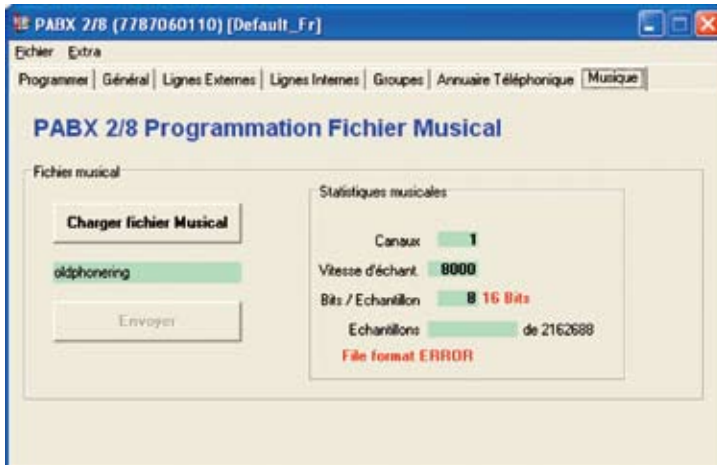 PABX 2/8 (7787060110) [Default_Fr]
Fichier Extra
Programmer Général Lignes Externes Lignes Internes Groupes Annuaire Téléphonique Musique
PABX 2/8 Programmation Fichier Musical
Fichier musical
Charger fichier Musical
oldphonering
Envoyer
Statistiques musicales
Canaux 1
Vitesse d'échant. 8000
Bits / Echantillon 8 16 Bits
Echantillons de 2162688
File format ERROR